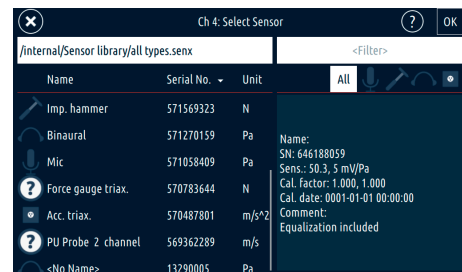 Ch 4: Select Sensor ? OK
/internal/Sensor library/all types.senx <Filter>
Name Serial No. Unit All
Imp. hammer 571569323 N
Binaural 571270159 Pa
Mic 571058409 Pa
? Force gauge triax. 570783644 N
Acc. triax. 570487801 m/s^2
? PU Probe 2 channel 569362289 m/s
<No Name> 13290005 Pa
Name:
SN: 646188059
Sens.: 50.3, 5 mV/Pa
Cal. factor: 1.000, 1.000
Cal. date: 0001-01-01 00:00:00
Comment:
Equalization included